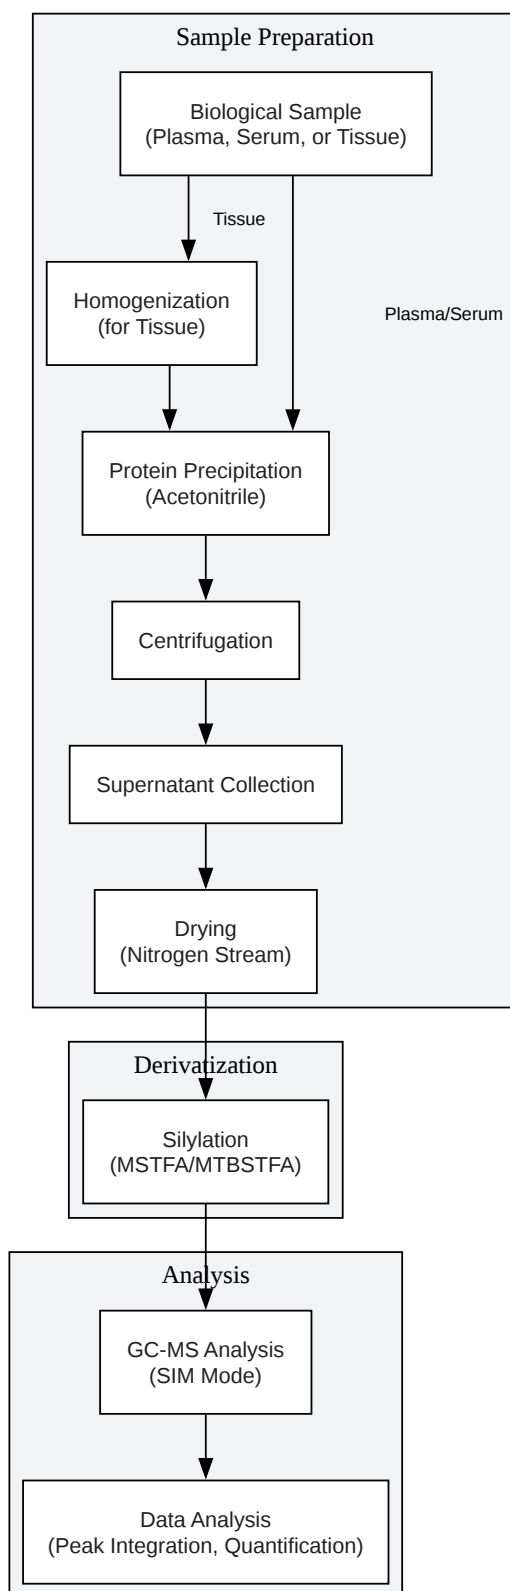 Sample Preparation
Biological Sample
(Plasma, Serum, or Tissue)
Tissue
Homogenization
(for Tissue)
Plasma/Serum
Protein Precipitation
(Acetonitrile)
Centrifugation
Supernatant Collection
Drying
(Nitrogen Stream)
Derivatization
Silylation
(MSTFA/MTBSTFA)
Analysis
GC-MS Analysis
(SIM Mode)
Data Analysis
(Peak Integration, Quantification)